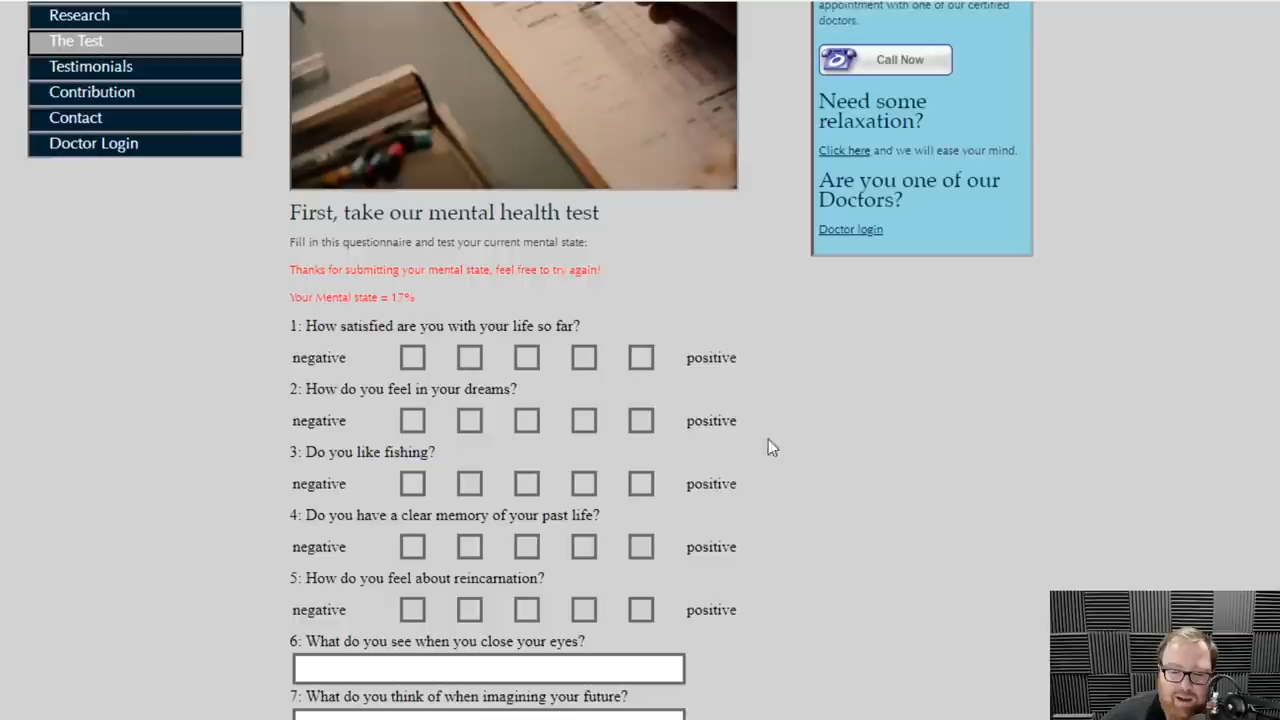 Research
The Test
Testimonials
Contribution
Contact
Doctor Login
First, take our mental health test
Fill in this questionnaire and test your current mental state:
Thanks for submitting your mental state, feel free to try again!
Your Mental state = 17%
1: How satisfied are you with your life so far?
negative positive
2: How do you feel in your dreams?
negative positive
3: Do you like fishing?
negative positive
4: Do you have a clear memory of your past life?
negative positive
5: How do you feel about reincarnation?
negative positive
6: What do you see when you close your eyes?
7: What do you think of when imagining your future?
appointment with one of our certified
doctors.
Call Now
Need some
relaxation?
Click here and we will ease your mind.
Are you one of our
Doctors?
Doctor login